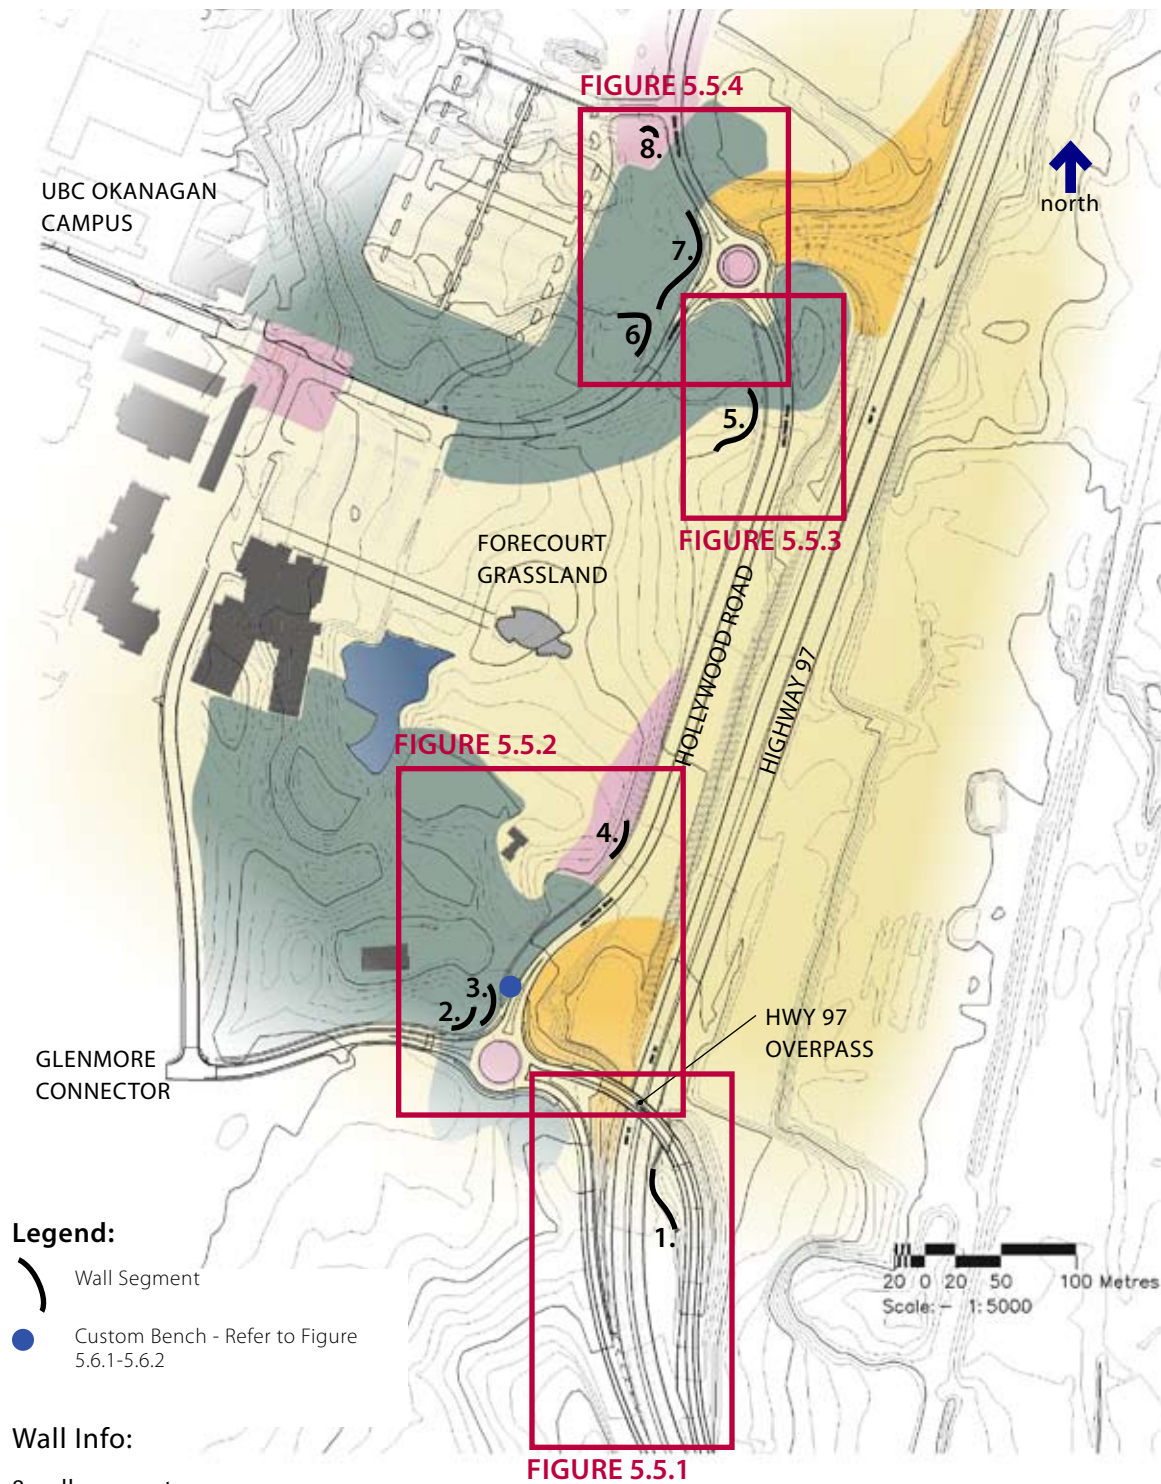 FIGURE 5.5.4
8.
UBC OKANAGAN
CAMPUS
north
7.
6
5.
FORECOURT
GRASSLAND
FIGURE 5.5.3
HOLLYWOOD ROAD
HIGHWAY 97
FIGURE 5.5.2
4.
3.
2.
HWY 97
OVERPASS
GLENMORE
CONNECTOR
1.
Legend:
Wall Segment
20 0 20 50 100 Metres
Scale:- 1:5000
Custom Bench - Refer to Figure
5.6.1-5.6.2
Wall Info:
FIGURE 5.5.1